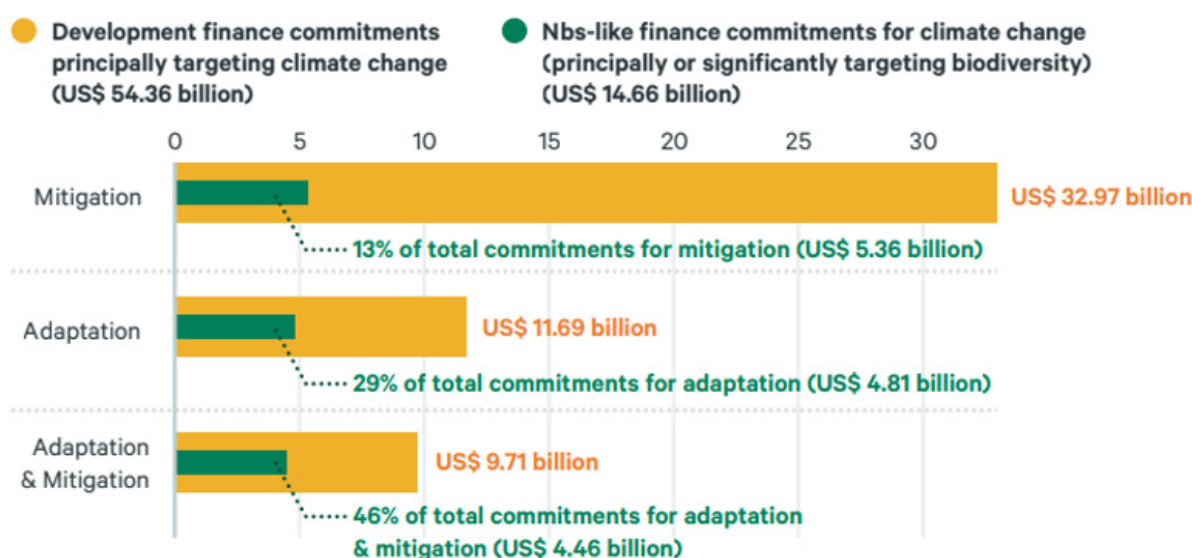 Development finance commitments
principally targeting climate change
(US$ 54.36 billion)
Nbs-like finance commitments for climate change
(principally or significantly targeting biodiversity)
(US$ 14.66 billion)
0 5 10 15 20 25 30
Mitigation
US$ 32.97 billion
13% of total commitments for mitigation (US$ 5.36 billion)
Adaptation
US$ 11.69 billion
29% of total commitments for adaptation (US$ 4.81 billion)
Adaptation
& Mitigation
US$ 9.71 billion
46% of total commitments for adaptation
& mitigation (US$ 4.46 billion)